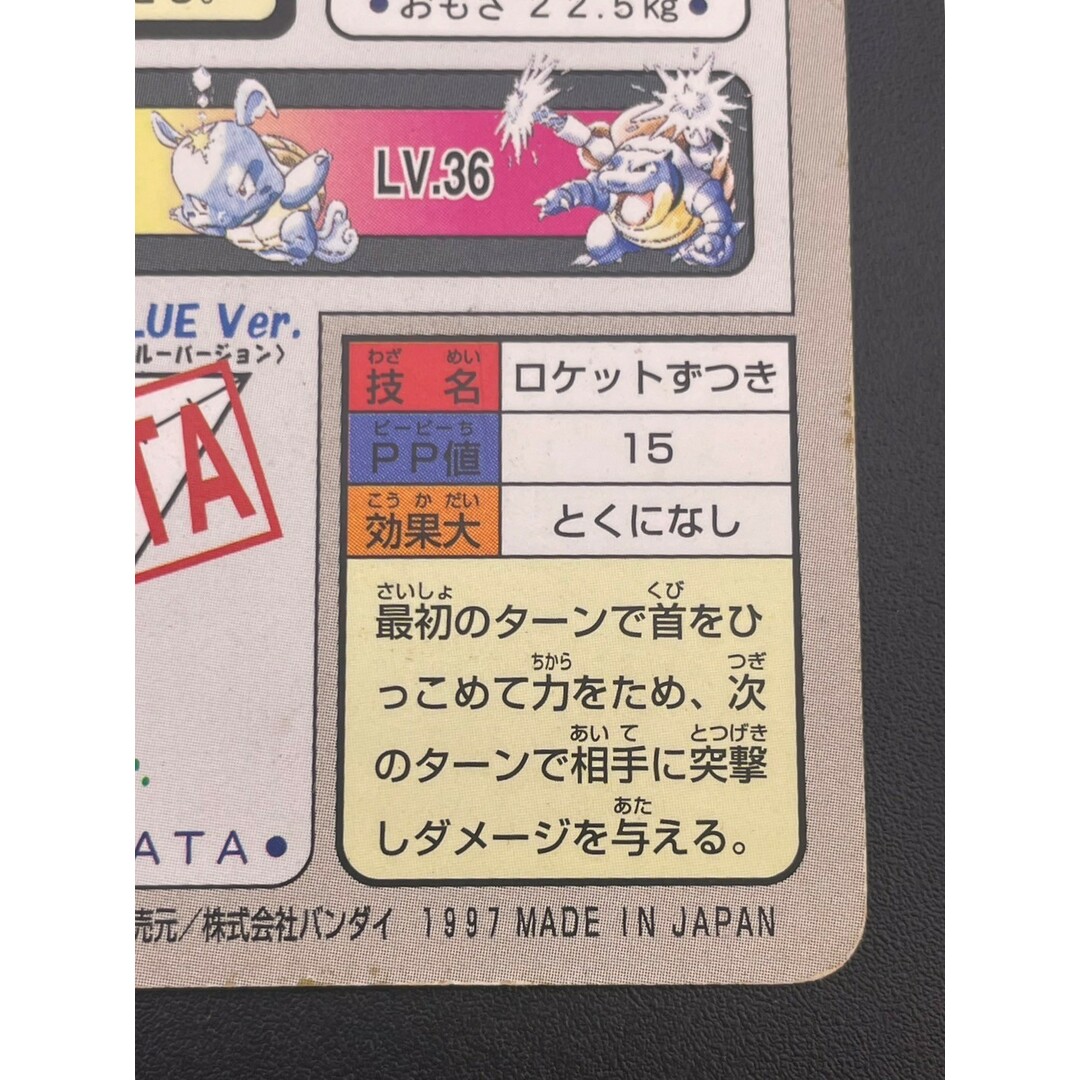 おもさ 22.5kg
LV.36
LUE Ver.
ルーバージョン〉
TA
わざ めい
技 名
ロケットずつき
ピーピーち
PP値
15
こうかだい
効果大
とくになし
さいしょ くび
最初のターンで首をひ
ちから つぎ
っこめて力をため、次
あいて とつげき
のターンで相手に突撃
あた
しダメージを与える。
ATA
売元/株式会社バンダイ 1997 MADE IN JAPAN